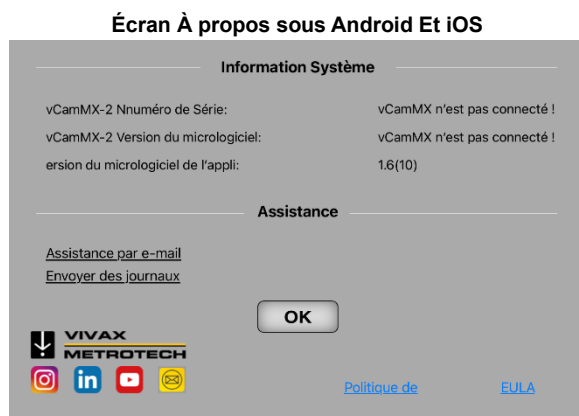 Écran À propos sous Android Et iOS
Information Système
vCamMX-2 Nnuméro de Série: vCamMX n'est pas connecté !
vCamMX-2 Version du micrologiciel: vCamMX n'est pas connecté !
ersion du micrologiciel de l'appli: 1.6(10)
Assistance
Assistance par e-mail
Envoyer des journaux
OK
VIVAX
METROTECH
in
Politique de EULA